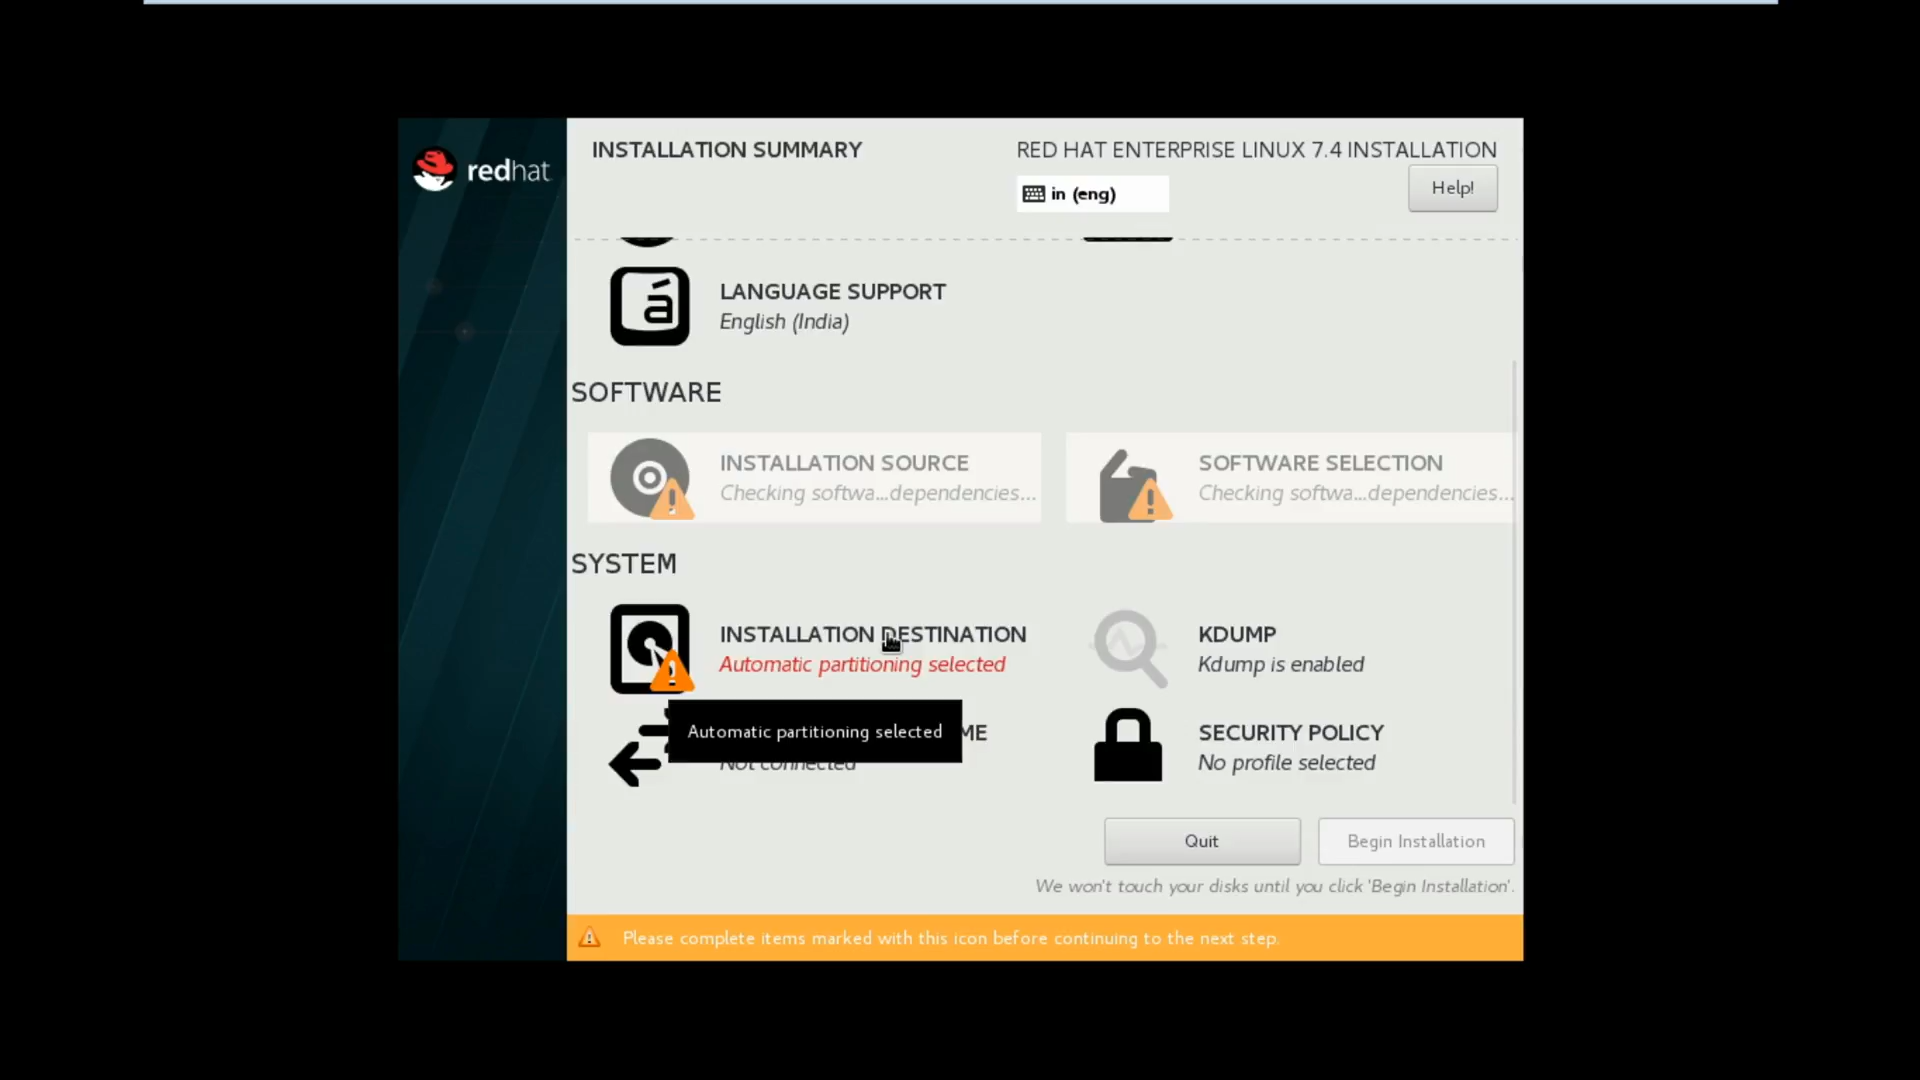 redhat
INSTALLATION SUMMARY
RED HAT ENTERPRISE LINUX 7.4 INSTALLATION
in (eng)
Help!
á
LANGUAGE SUPPORT
English (India)
SOFTWARE
INSTALLATION SOURCE
Checking softwa...dependencies...
SOFTWARE SELECTION
Checking softwa...dependencies...
SYSTEM
INSTALLATION DESTINATION
Automatic partitioning selected
KDUMP
Kdump is enabled
Automatic partitioning selected
ME
Not connected
SECURITY POLICY
No profile selected
Quit
Begin Installation
We won't touch your disks until you click 'Begin Installation'.
Please complete items marked with this icon before continuing to the next step.